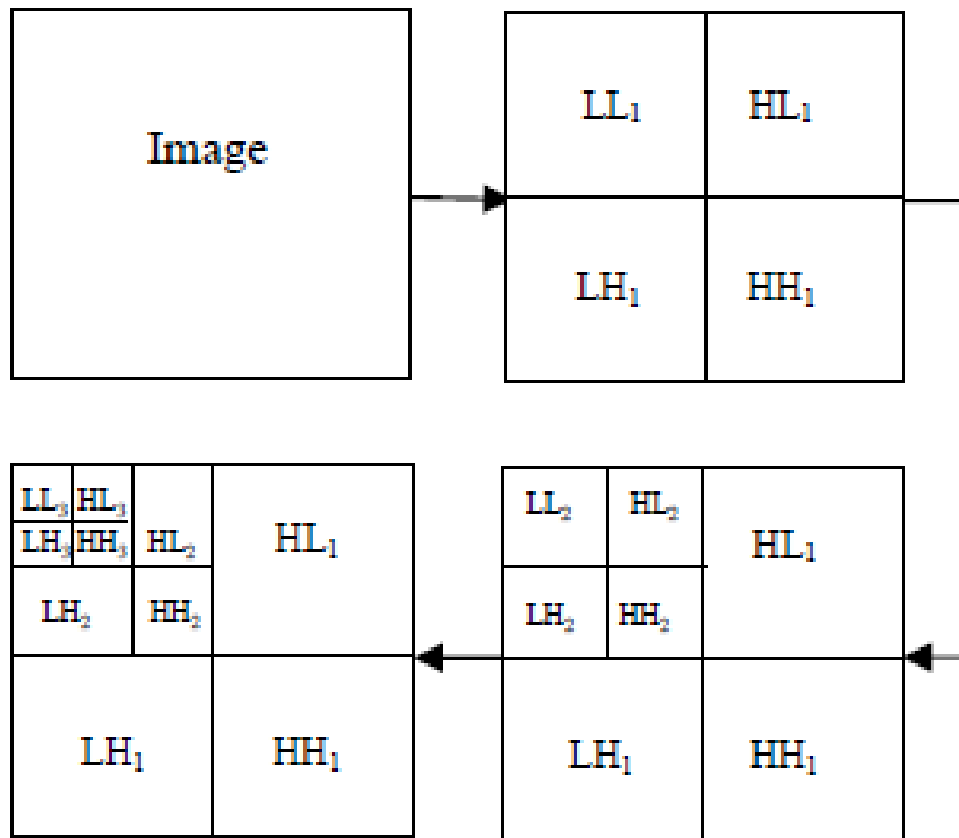 Image
LL₁ HL₁
LH₁ HH₁
LL₃ HL₃
LH₃ HH₃ HL₂ HL₁
LH₂ HH₂
LH₁ HH₁
LL₂ HL₂
HL₁
LH₂ HH₂
LH₁ HH₁